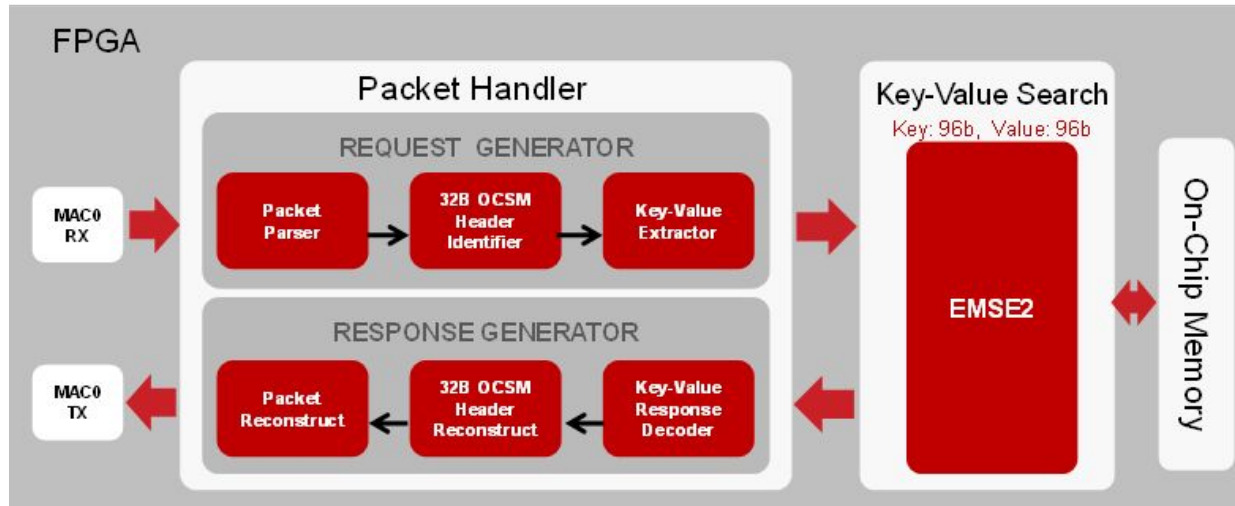 FPGA
Packet Handler
REQUEST GENERATOR
Packet
Parser
32B OCSM
Header
Identifier
Key-Value
Extractor
RESPONSE GENERATOR
Packet
Reconstruct
32B OCSM
Header
Reconstruct
Key-Value
Response
Decoder
MAC0
RX
MAC0
TX
Key-Value Search
Key: 96b, Value: 96b
EMSE2
On-Chip Memory